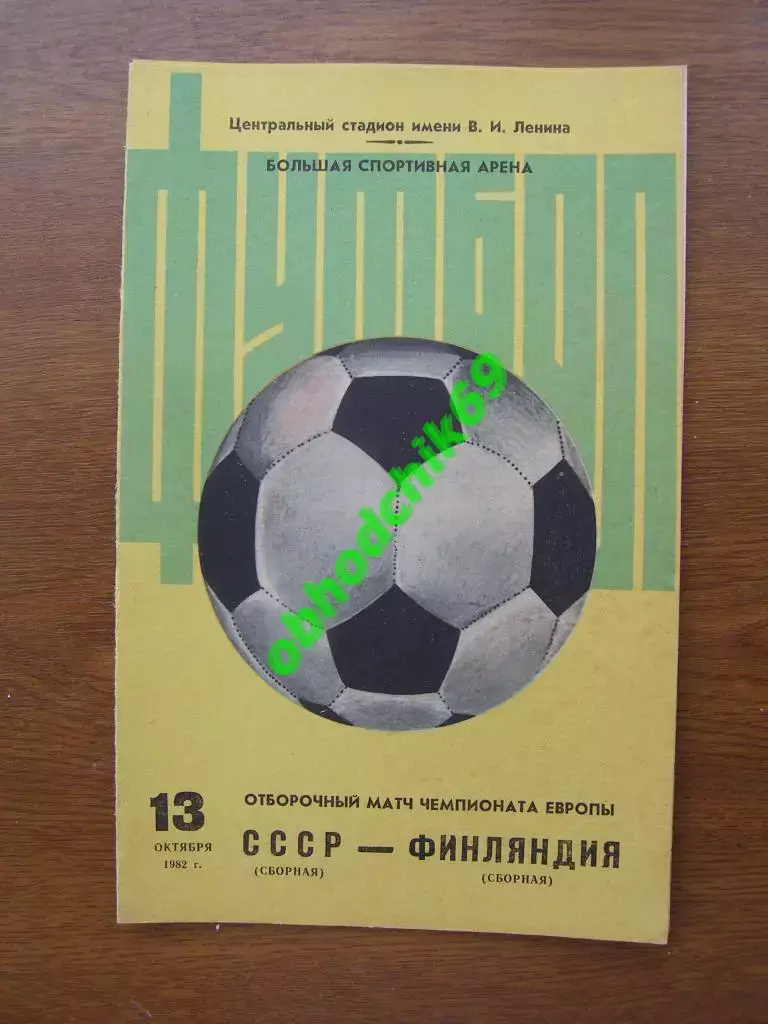 Центральный стадион имени В. И. Ленина
БОЛЬШАЯ СПОРТИВНАЯ АРЕНА
ФУТБОЛ
obhodchik69
13
ОКТЯБРЯ
1982 г.
ОТБОРОЧНЫЙ МАТЧ ЧЕМПИОНАТА ЕВРОПЫ
СССР — ФИНЛЯНДИЯ
(СБОРНАЯ) (СБОРНАЯ)